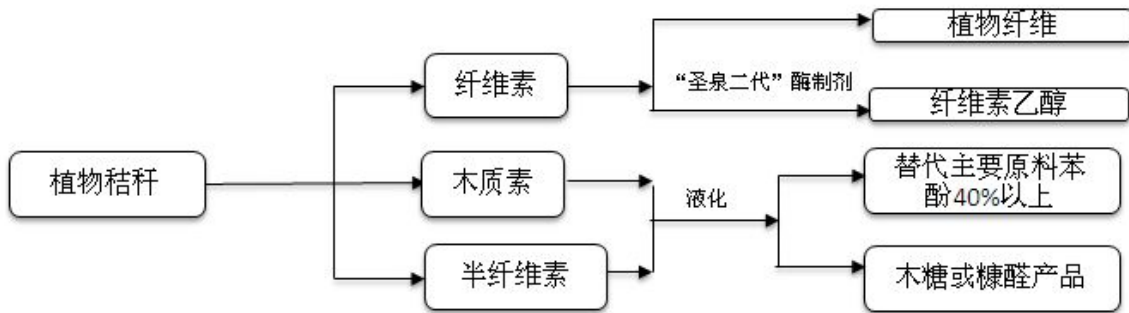 植物秸秆
纤维素
木质素
半纤维素
“圣泉二代”酶制剂
液化
植物纤维
纤维素乙醇
替代主要原料苯
酚40%以上
木糖或糠醛产品